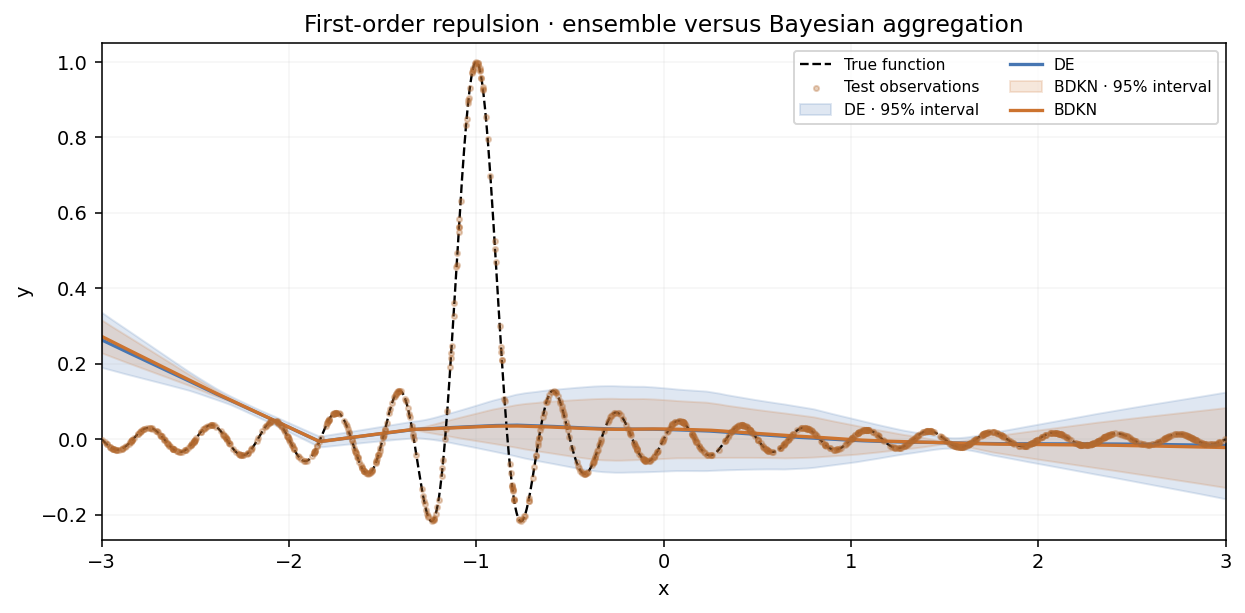 First-order repulsion · ensemble versus Bayesian aggregation
True function
Test observations
DE · 95% interval
DE
BDKN · 95% interval
BDKN
1.0
0.8
0.6
0.4
0.2
0.0
−0.2
y
−3
−2
−1
0
1
2
3
x